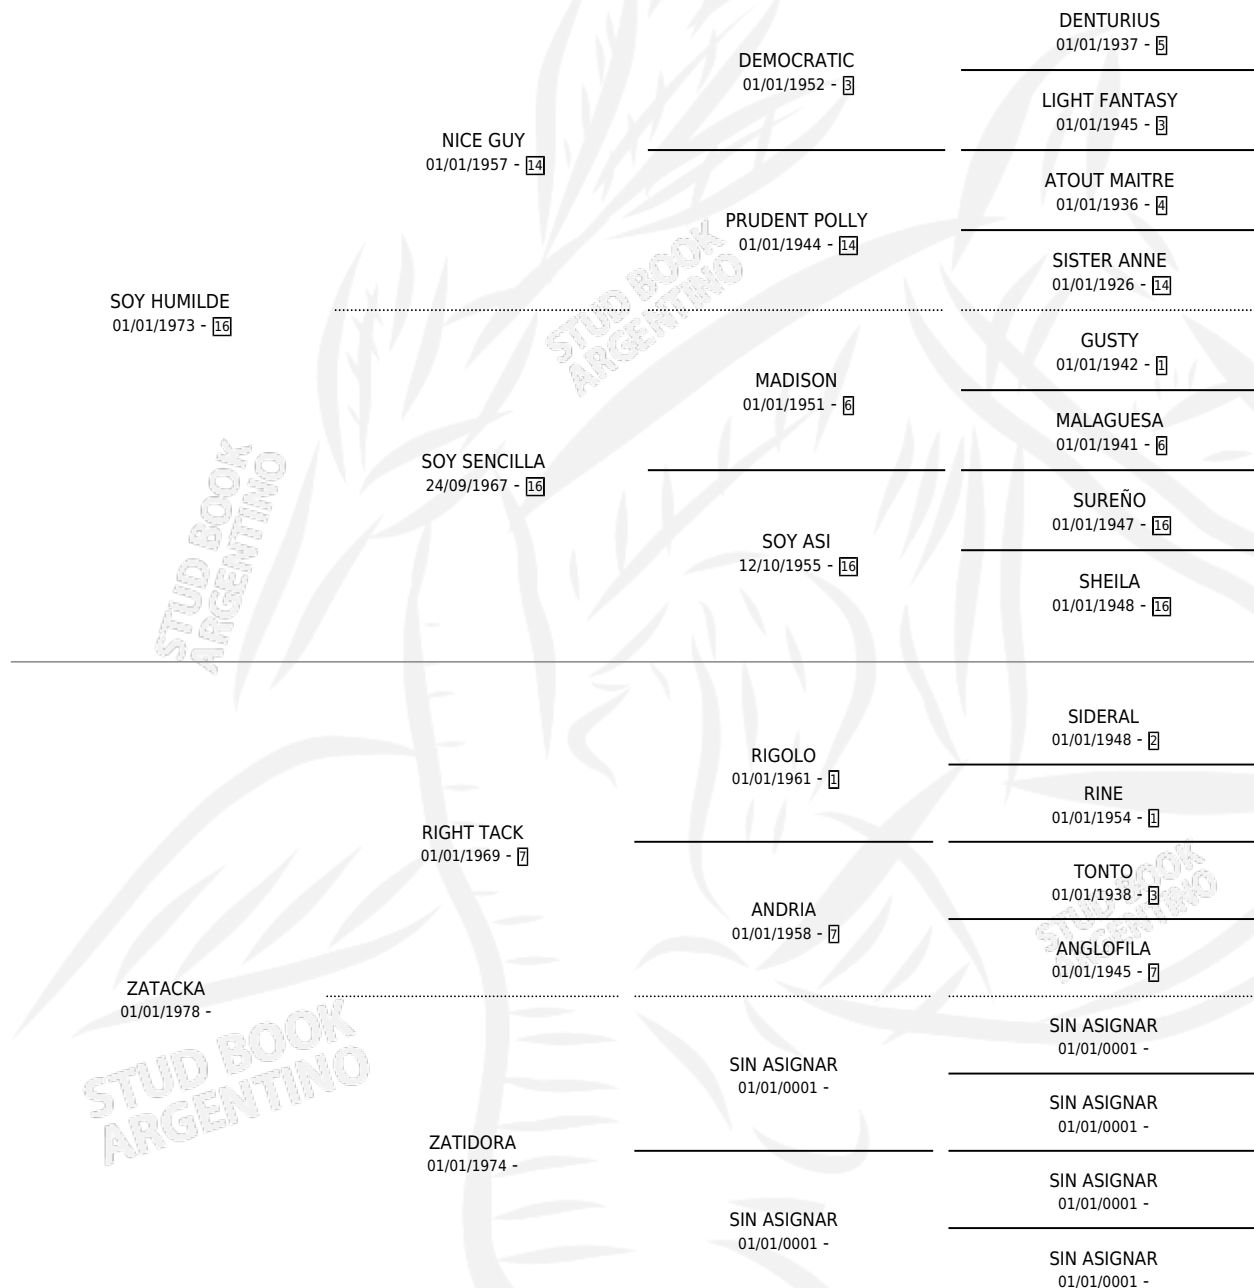 DENTURIUS
01/01/1937 - 5
DEMOCRATIC
01/01/1952 - 3
LIGHT FANTASY
01/01/1945 - 3
NICE GUY
01/01/1957 - 14
ATOUT MAITRE
01/01/1936 - 4
PRUDENT POLLY
01/01/1944 - 14
SISTER ANNE
01/01/1926 - 14
SOY HUMILDE
01/01/1973 - 16
STUD BOOK
ARGENTINO
GUSTY
01/01/1942 - 1
MADISON
01/01/1951 - 6
MALAGUESA
01/01/1941 - 6
SOY SENCILLA
24/09/1967 - 16
SUREÑO
01/01/1947 - 16
SOY ASI
12/10/1955 - 16
SHEILA
01/01/1948 - 16
STUD BOOK
ARGENTINO
SIDERAL
01/01/1948 - 2
RIGOLO
01/01/1961 - 1
RINE
01/01/1954 - 1
RIGHT TACK
01/01/1969 - 7
TONTO
01/01/1938 - 3
ANDRIA
01/01/1958 - 7
STUD BOOK
ARGENTINO
ANGLOFILA
01/01/1945 - 7
ZATACKA
01/01/1978 -
SIN ASIGNAR
01/01/0001 -
SIN ASIGNAR
01/01/0001 -
SIN ASIGNAR
01/01/0001 -
STUD BOOK
ARGENTINO
ZATIDORA
01/01/1974 -
SIN ASIGNAR
01/01/0001 -
SIN ASIGNAR
01/01/0001 -
SIN ASIGNAR
01/01/0001 -